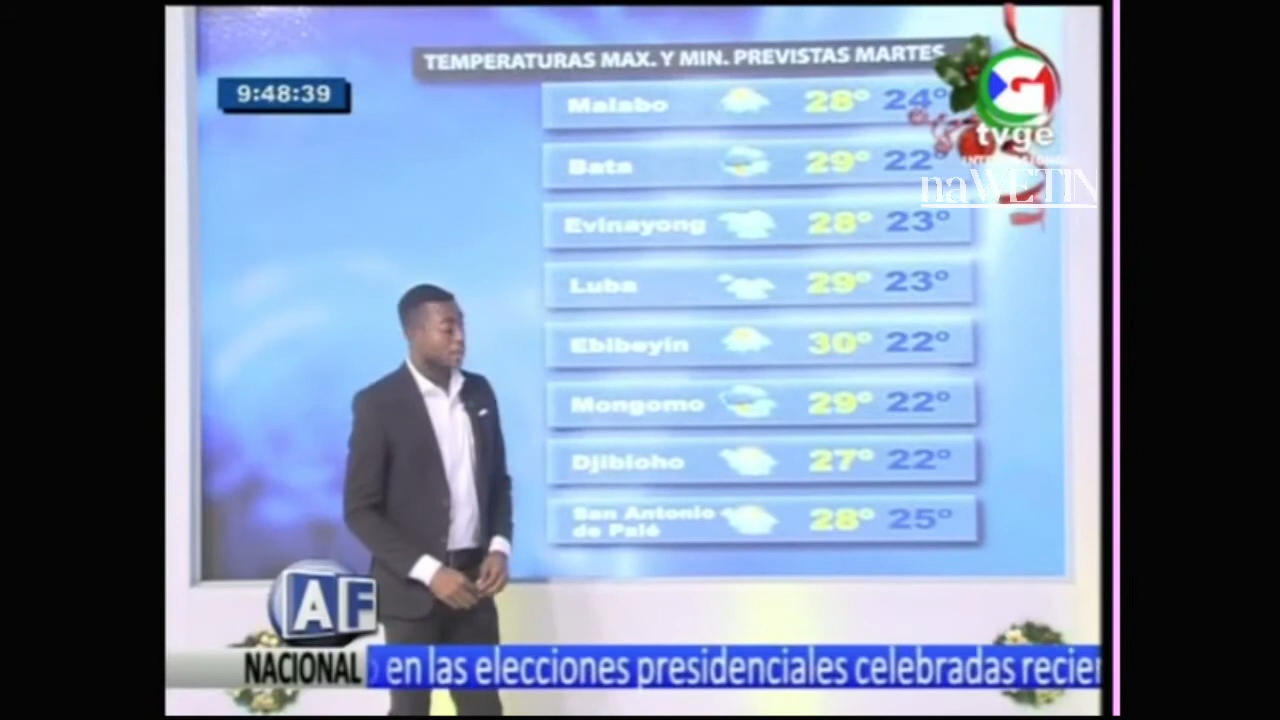 TEMPERATURAS MAX. Y MIN. PREVISTAS MARTES
9:48:39
Malabo 28° 24°
tvge
Bata 29° 22°
naWETIN
Evinayong 28° 23°
Luba 29° 23°
Ebibeyin 30° 22°
Mongomo 29° 22°
Djibloho 27° 22°
San Antonio
de Palé 28° 25°
AF
NACIONAL en las elecciones presidenciales celebradas recien